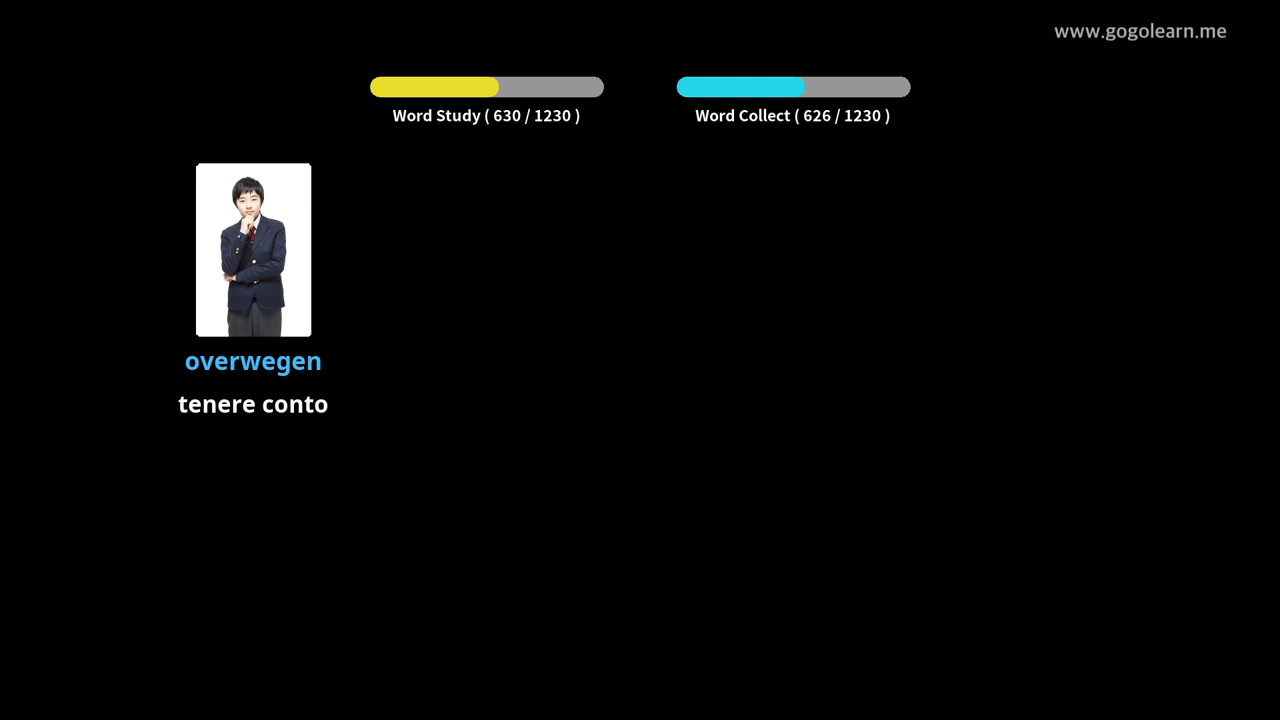 www.gogolearn.me
Word Study ( 630 / 1230 )
Word Collect ( 626 / 1230 )
overwegen
tenere conto